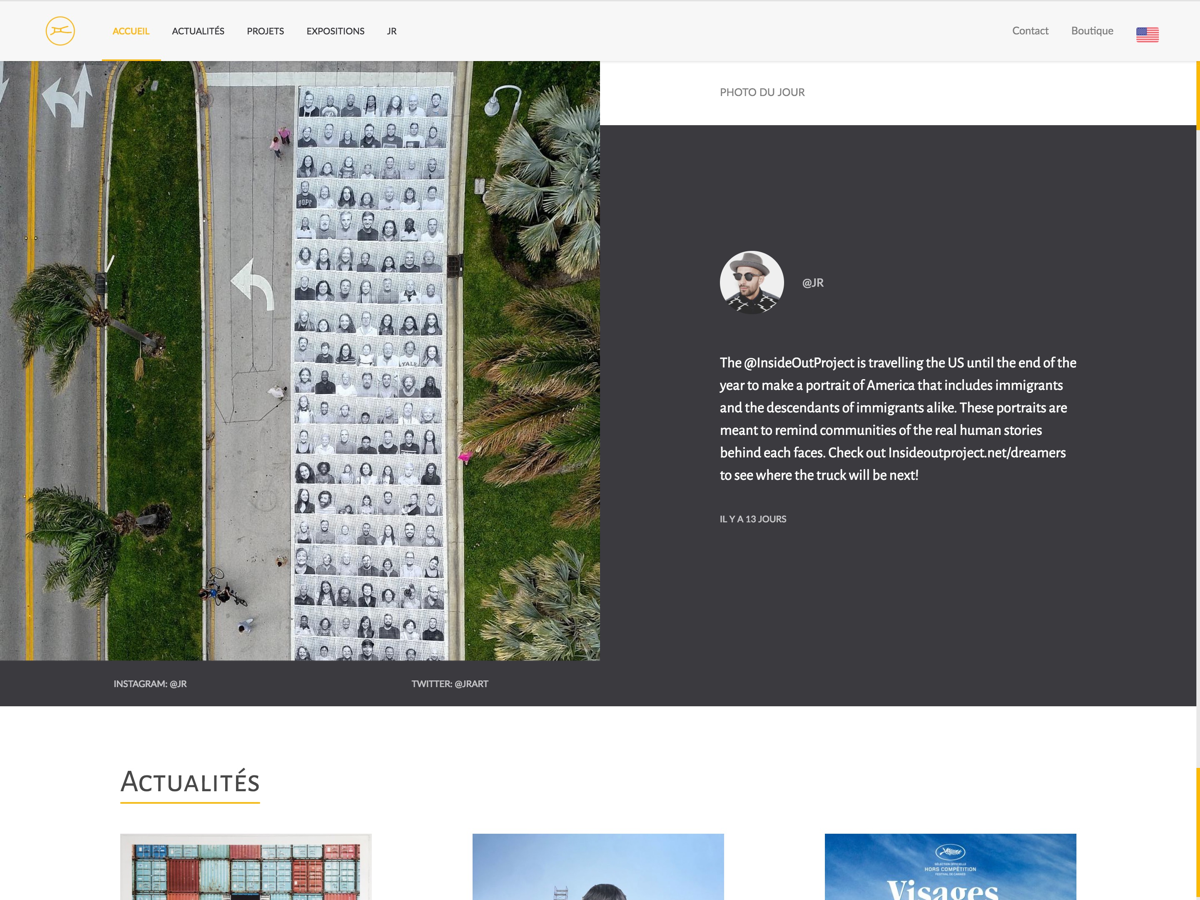 ACCUEIL
ACTUALITÉS
PROJETS
EXPOSITIONS
JR
Contact
Boutique
PHOTO DU JOUR
@JR
The @InsideOutProject is travelling the US until the end of the
year to make a portrait of America that includes immigrants
and the descendants of immigrants alike. These portraits are
meant to remind communities of the real human stories
behind each faces. Check out Insideoutproject.net/dreamers
to see where the truck will be next!
IL Y A 13 JOURS
INSTAGRAM: @JR
TWITTER: @JRART
Actualités
HORS COMPÉTITION
Visages